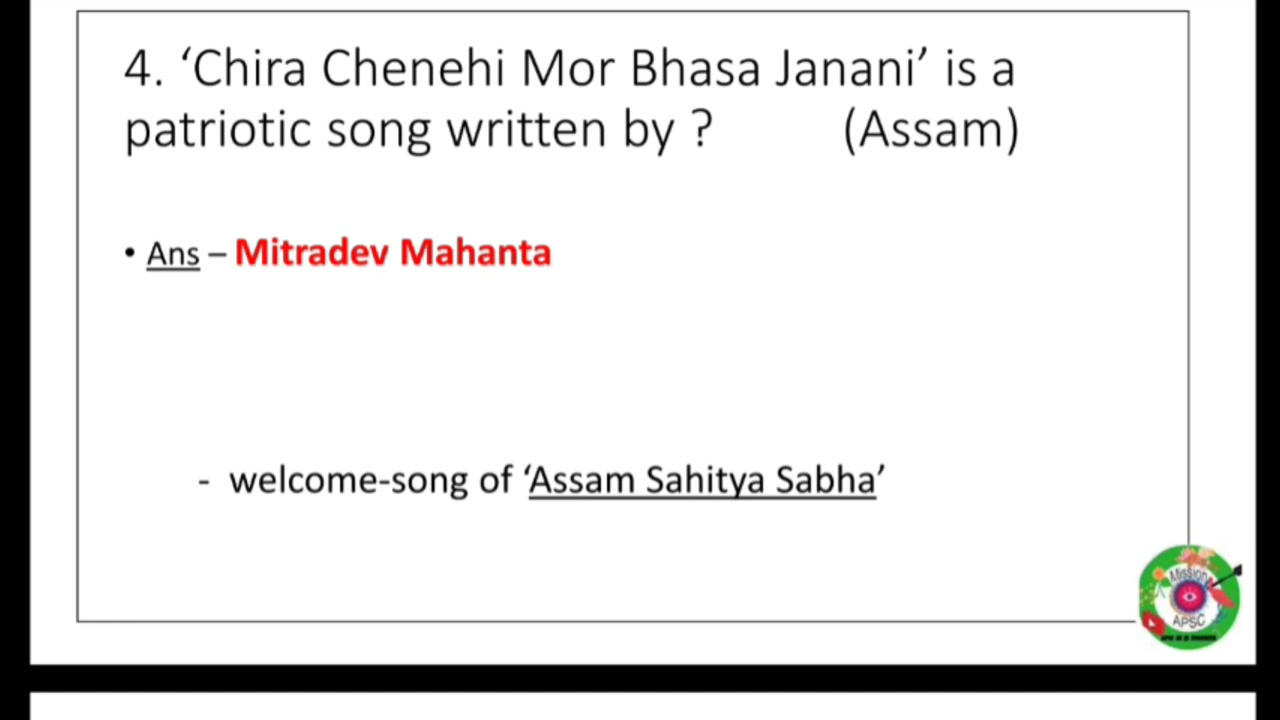 4. ‘Chira Chenehi Mor Bhasa Janani’ is a
patriotic song written by ? (Assam)
• Ans – Mitradev Mahanta
- welcome-song of ‘Assam Sahitya Sabha’
Mission
APSC